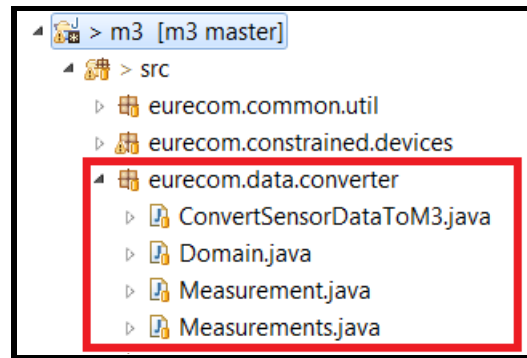 > m3 [m3 master]
> src
eurecom.common.util
eurecom.constrained.devices
eurecom.data.converter
ConvertSensorDataToM3.java
Domain.java
Measurement.java
Measurements.java